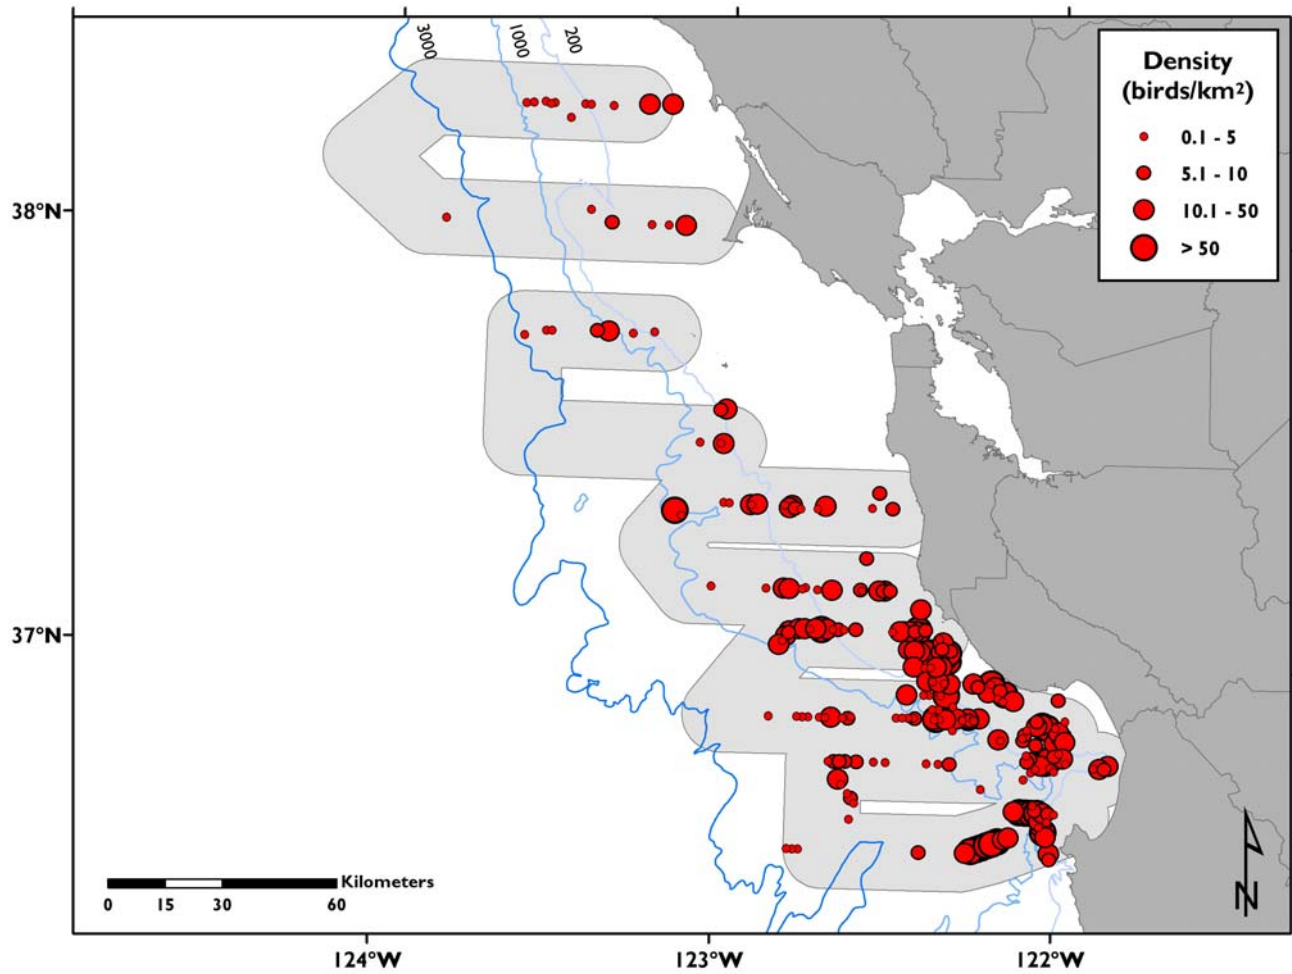 3000
1000
200
Density
(birds/km²)
0.1 - 5
5.1 - 10
10.1 - 50
> 50
38°N
37°N
Kilometers
0 15 30 60
N
124°W 123°W 122°W